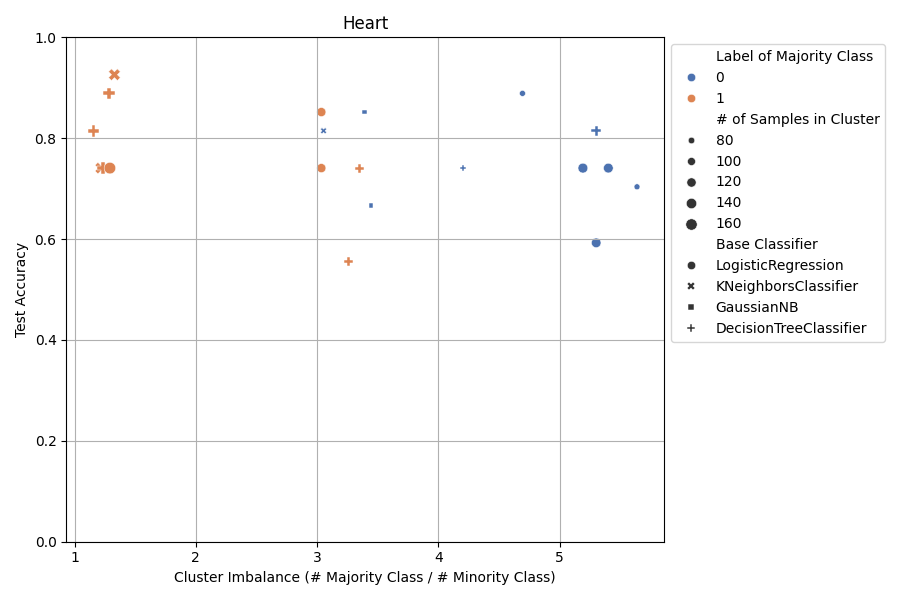 Heart
1.0
0.8
0.6
0.4
0.2
0.0
Test Accuracy
1
2
3
4
5
Cluster Imbalance (# Majority Class / # Minority Class)
Label of Majority Class
0
1
# of Samples in Cluster
80
100
120
140
160
Base Classifier
LogisticRegression
KNeighborsClassifier
GaussianNB
DecisionTreeClassifier